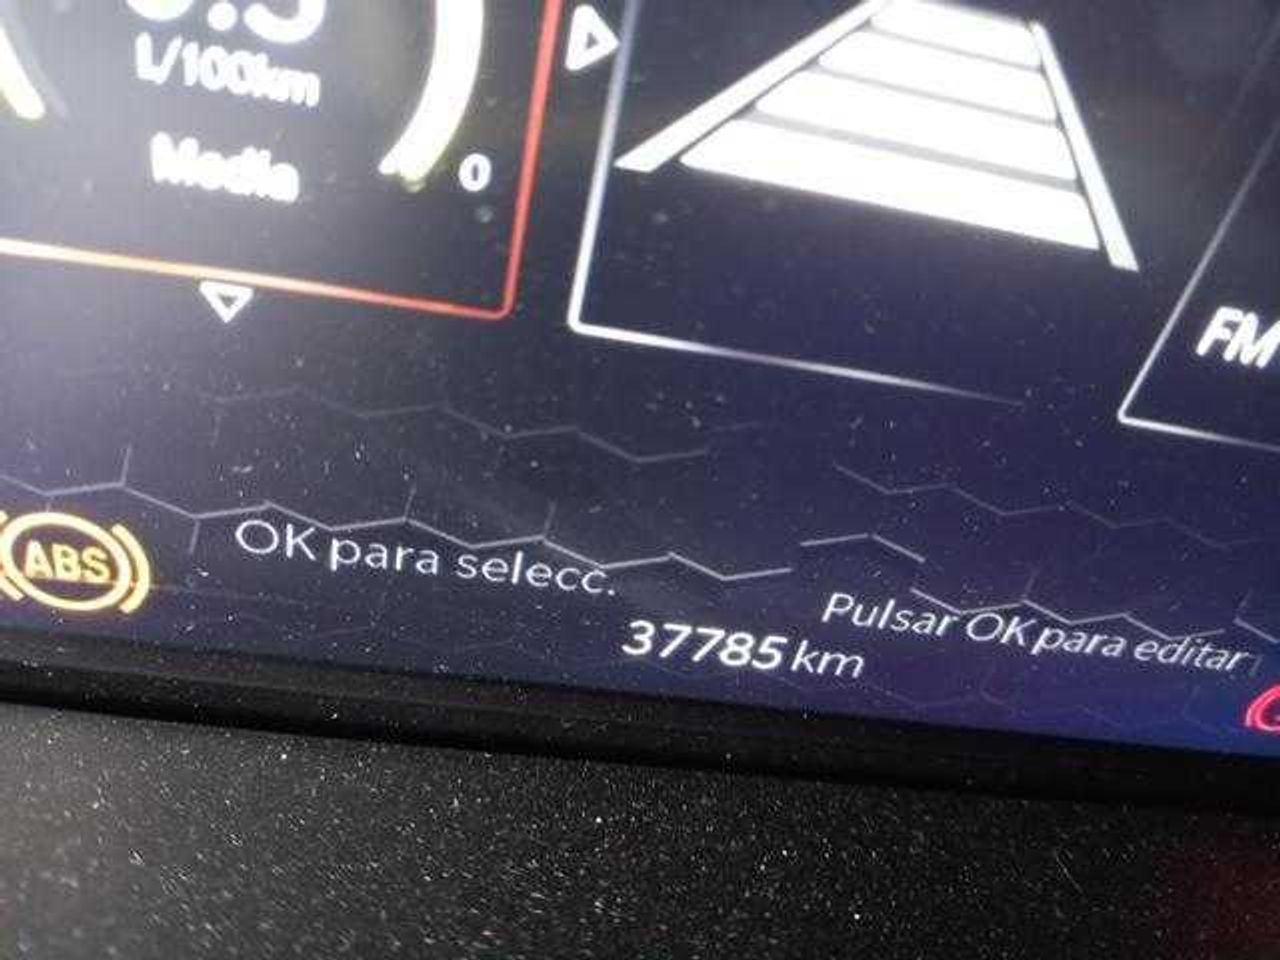 L/100km
Media
0
FM
ABS
OK para selecc.
Pulsar OK para editar
37785 km